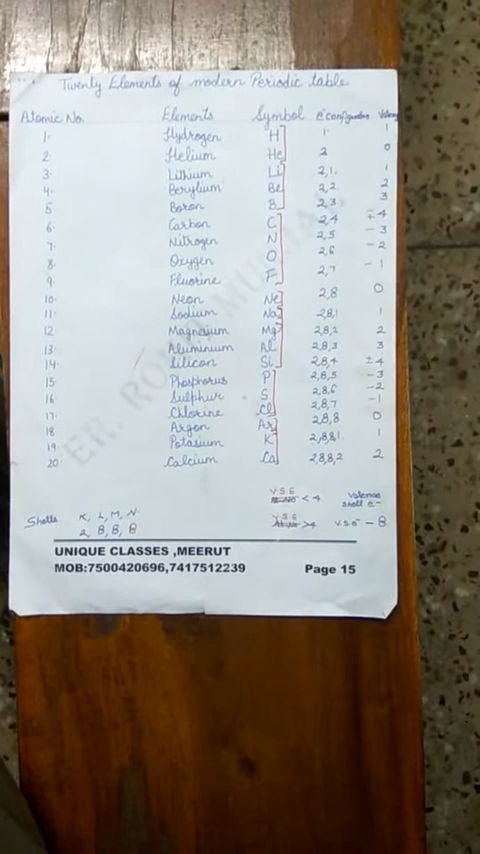 Twenty Elements of modern Periodic table
Atomic No. Elements Symbol e⁻configuration Valency
1. Hydrogen H 1 1
2. Helium He 2 0
3. Lithium Li 2,1. 1
4. Berylium Be 2,2 2
5. Boron B 2,3 3
6. Carbon C 2,4 ±4
7. Nitrogen N 2,5 -3
8. Oxygen O 2,6 -2
9. Fluorine F 2,7 -1
10. Neon Ne 2,8 0
11. Sodium Na 2,8,1 1
12. Magnesium Mg 2,8,2 2
13. Aluminium Al 2,8,3 3
14. Silicon Si 2,8,4 ±4
15. Phosphorus P 2,8,5 -3
16. Sulphur S 2,8,6 -2
17. Chlorine Cl 2,8,7 -1
18 Argon Ar 2,8,8 0
19 Potasium K 2,8,8,1. 1
20. Calcium Ca 2,8,8,2 2
V.S.E < 4 Valence shell e⁻
Shells K, L, M, N V.S.E >4 V.S.e⁻ - 8
2, 8, 8, 8
UNIQUE CLASSES ,MEERUT
MOB:7500420696,7417512239 Page 15